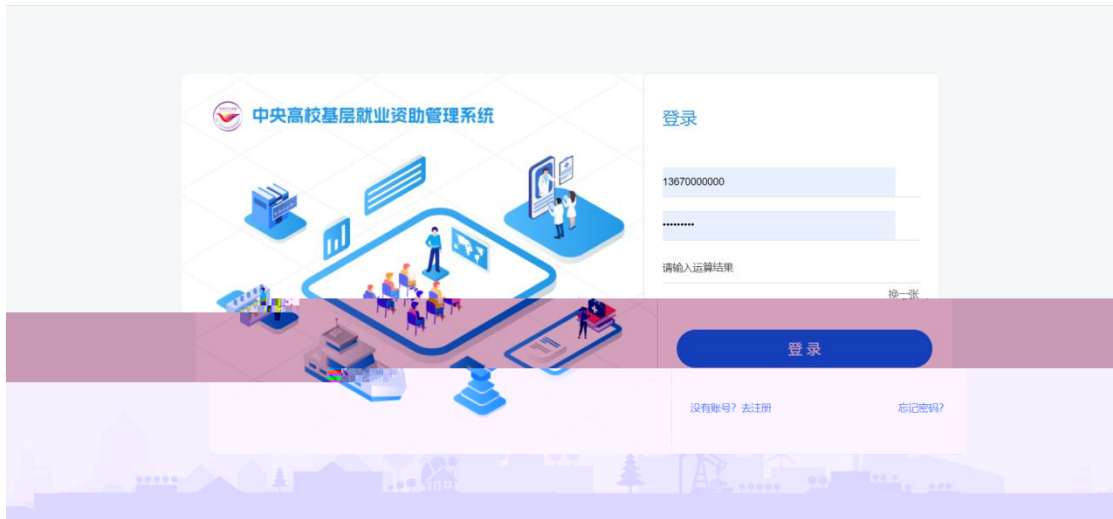 中央高校基层就业资助管理系统
登录
13670000000
•••••••••
请输入运算结果
换一张
登录
没有账号？去注册
忘记密码？